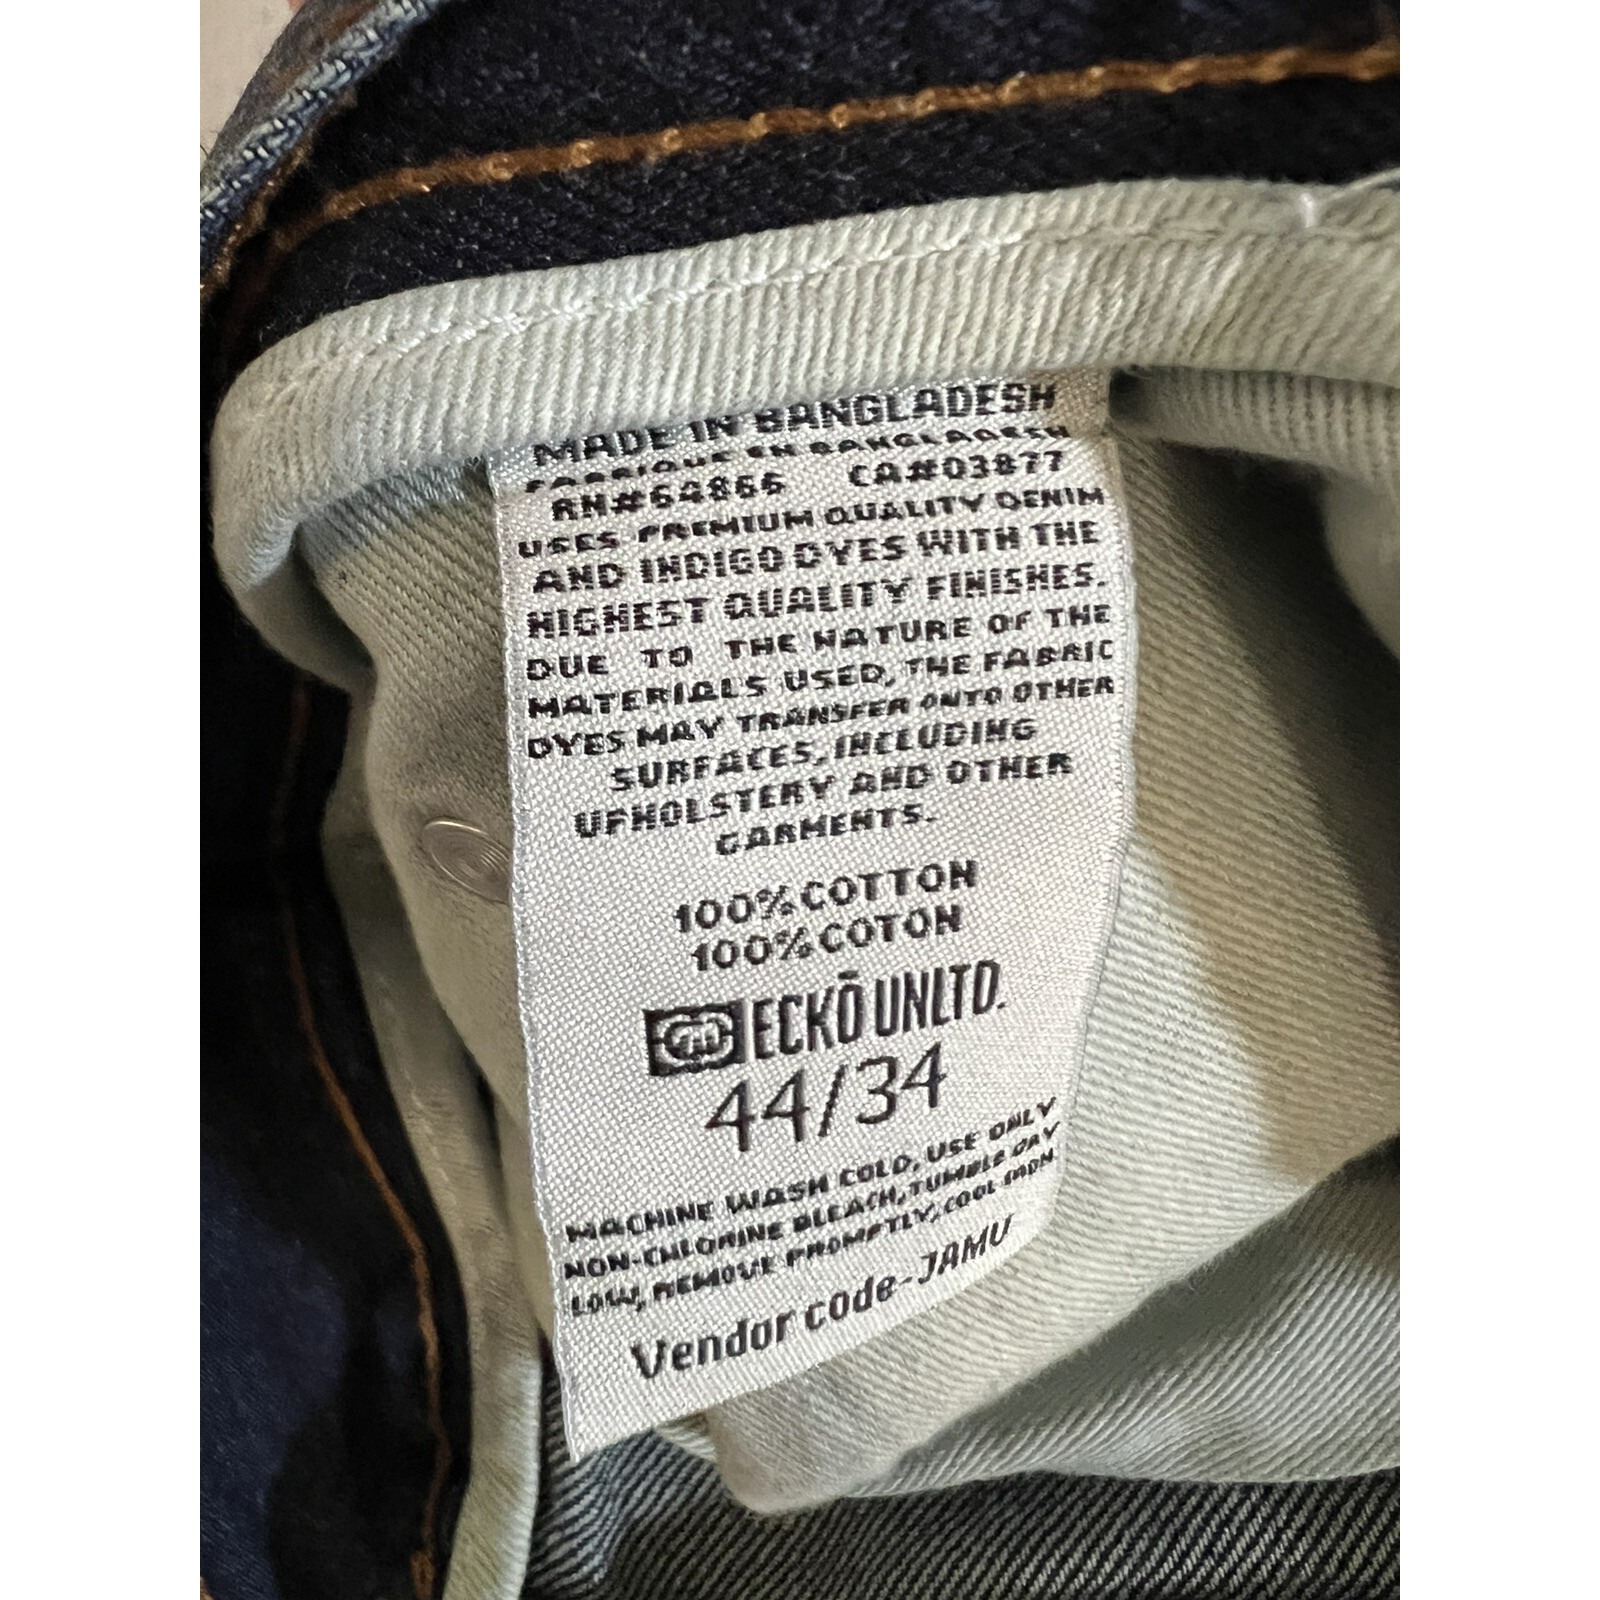 MADE IN BANGLADESH
FABRIQUE EN BANGLADESH
RN#64866 CA#03877
USES PREMIUM QUALITY DENIM
AND INDIGO DYES WITH THE
HIGHEST QUALITY FINISHES.
DUE TO THE NATURE OF THE
MATERIALS USED, THE FABRIC
DYES MAY TRANSFER ONTO OTHER
SURFACES, INCLUDING
UPHOLSTERY AND OTHER
GARMENTS.
100% COTTON
100% COTON
ECKŌ UNLTD.
44/34
MACHINE WASH COLD, USE ONLY
NON-CHLORINE BLEACH, TUMBLE DRY
LOW, REMOVE PROMPTLY, COOL IRON
Vendor code-JAMU